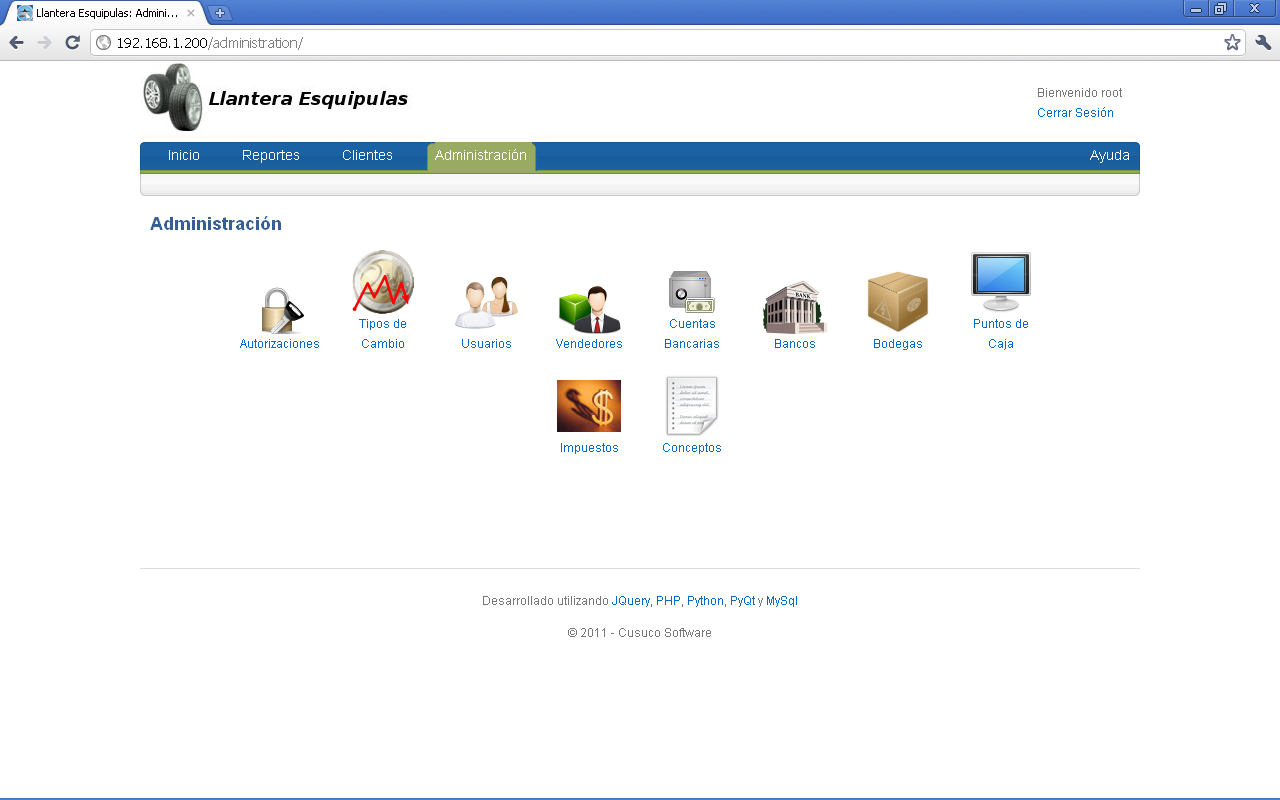 Llantera Esquipulas: Admini...
192.168.1.200/administration/
Llantera Esquipulas
Bienvenido root
Cerrar Sesión
Inicio Reportes Clientes Administración Ayuda
Administración
Autorizaciones
Tipos de
Cambio
Usuarios
Vendedores
Cuentas
Bancarias
BANK
Bancos
Bodegas
Puntos de
Caja
Impuestos
Conceptos
Desarrollado utilizando JQuery, PHP, Python, PyQt y MySql
© 2011 - Cusuco Software